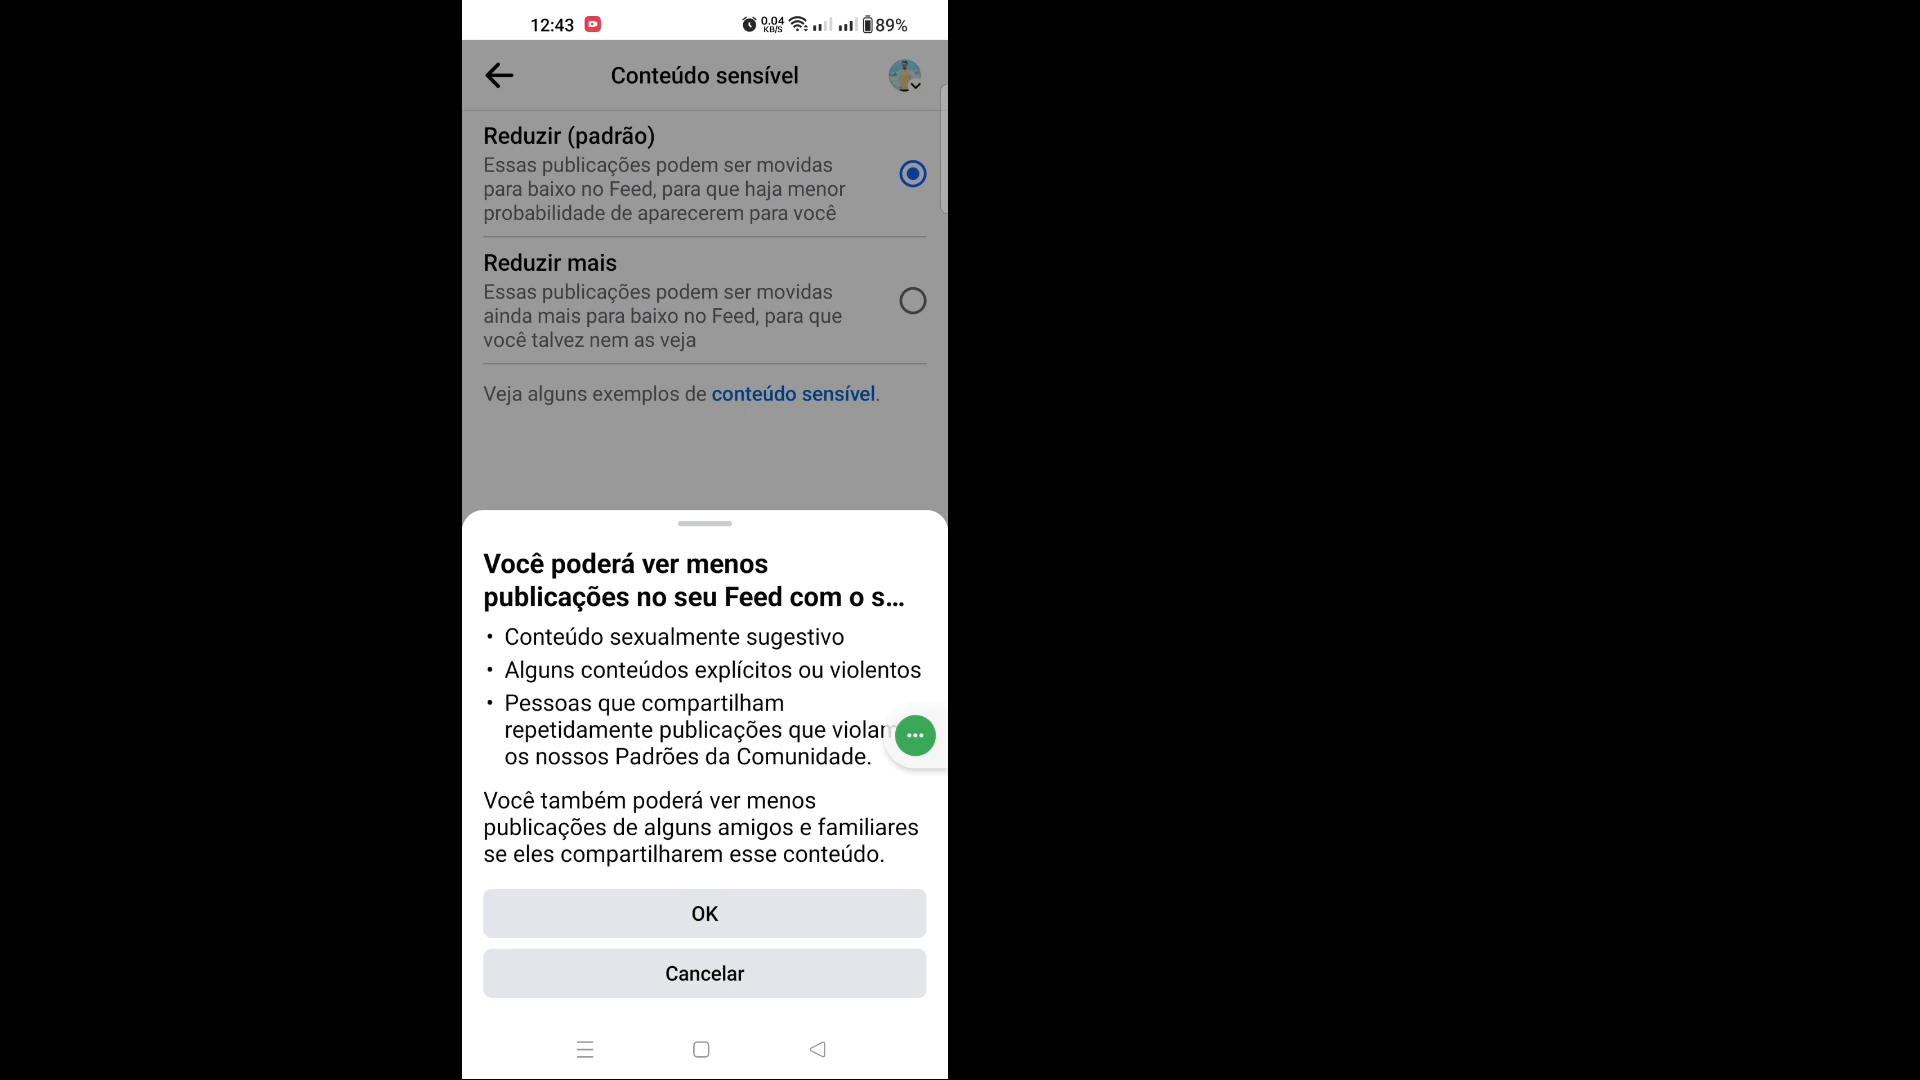 12:43
0.04
KB/S
89%
Conteúdo sensível
Reduzir (padrão)
Essas publicações podem ser movidas
para baixo no Feed, para que haja menor
probabilidade de aparecerem para você
Reduzir mais
Essas publicações podem ser movidas
ainda mais para baixo no Feed, para que
você talvez nem as veja
Veja alguns exemplos de conteúdo sensível.
Você poderá ver menos
publicações no seu Feed com o s...
• Conteúdo sexualmente sugestivo
• Alguns conteúdos explícitos ou violentos
• Pessoas que compartilham
repetidamente publicações que violam
os nossos Padrões da Comunidade.
Você também poderá ver menos
publicações de alguns amigos e familiares
se eles compartilharem esse conteúdo.
OK
Cancelar